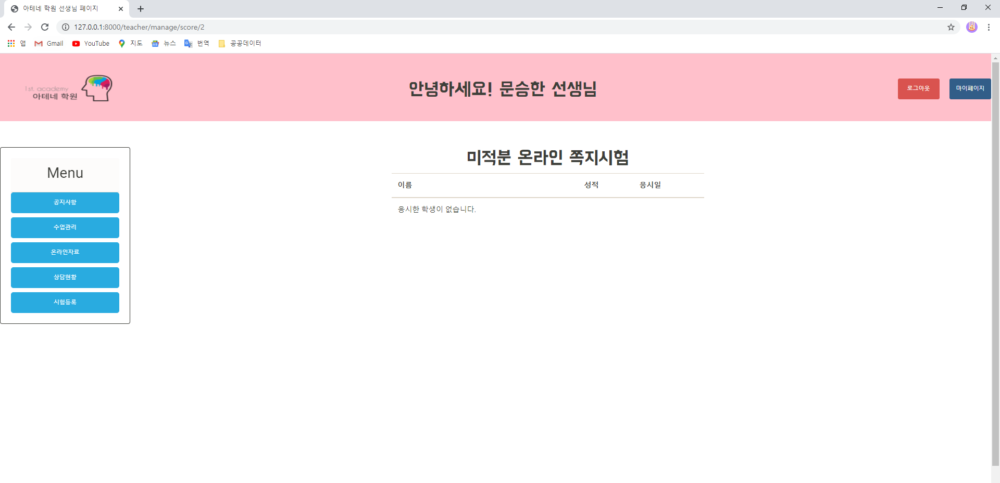 아테네 학원 선생님 페이지
127.0.0.1:8000/teacher/manage/score/2
앱 Gmail YouTube 지도 뉴스 번역 공공데이터
1st. academy
아테네 학원
안녕하세요! 문승한 선생님
로그아웃 마이페이지
미적분 온라인 쪽지시험
Menu
이름 성적 응시일
공지사항
응시한 학생이 없습니다.
수업관리
온라인자료
상담현황
시험등록